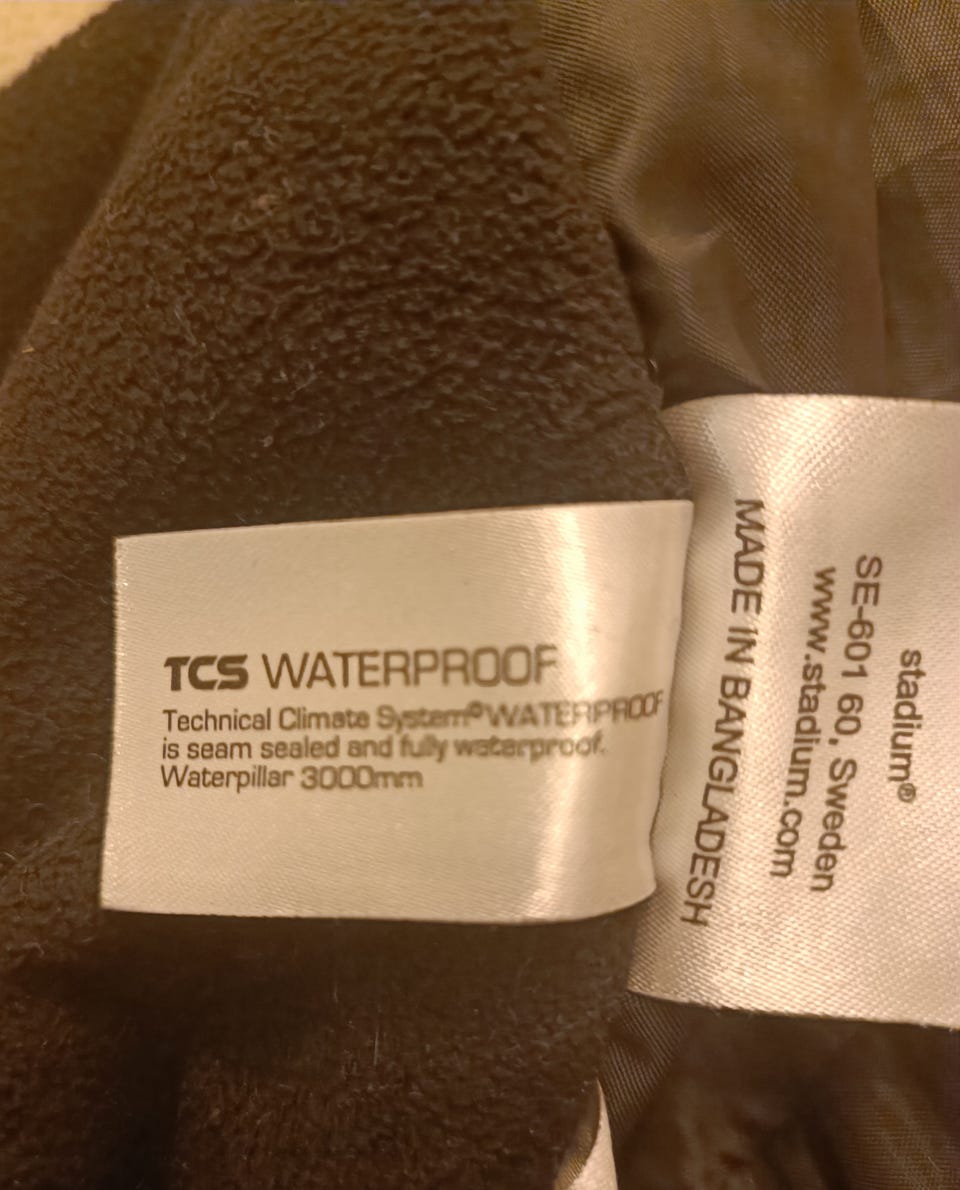 TCS WATERPROOF
Technical Climate System® WATERPROOF
is seam sealed and fully waterproof.
Waterpillar 3000mm
stadium®
SE-601 60, Sweden
www.stadium.com
MADE IN BANGLADESH